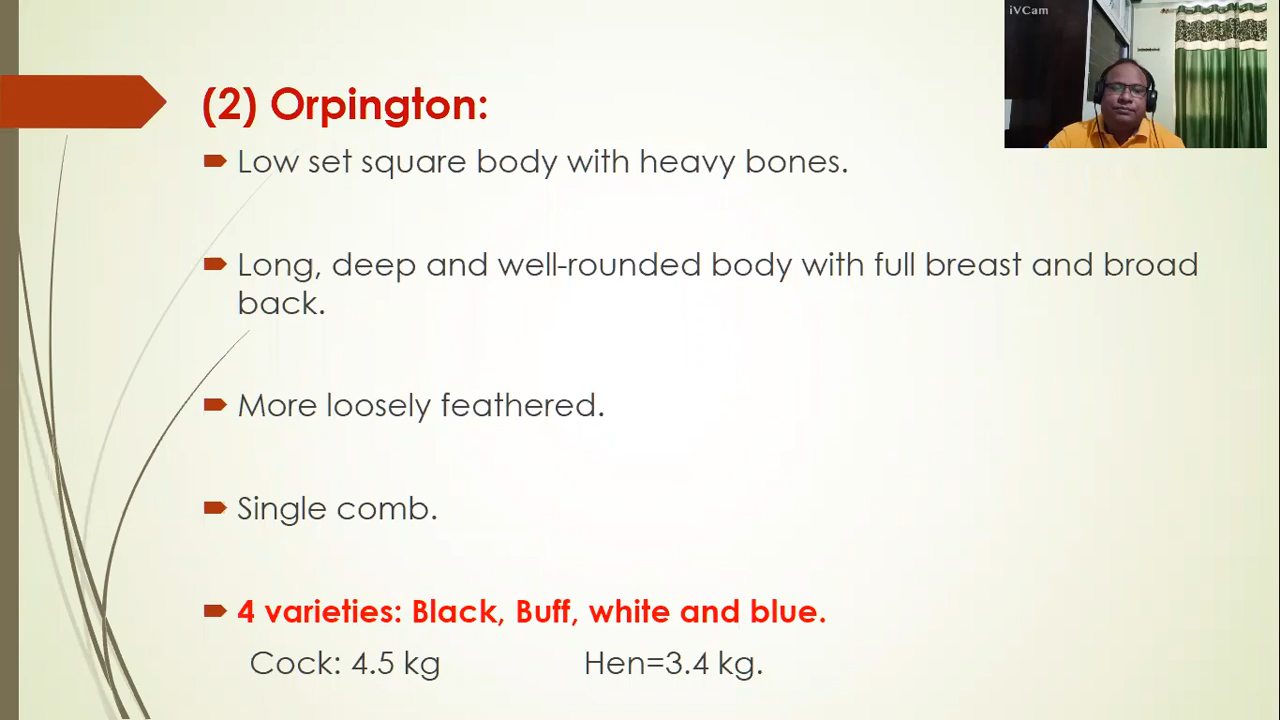 iVCam
(2) Orpington:
Low set square body with heavy bones.
Long, deep and well-rounded body with full breast and broad
back.
More loosely feathered.
Single comb.
4 varieties: Black, Buff, white and blue.
Cock: 4.5 kg Hen=3.4 kg.